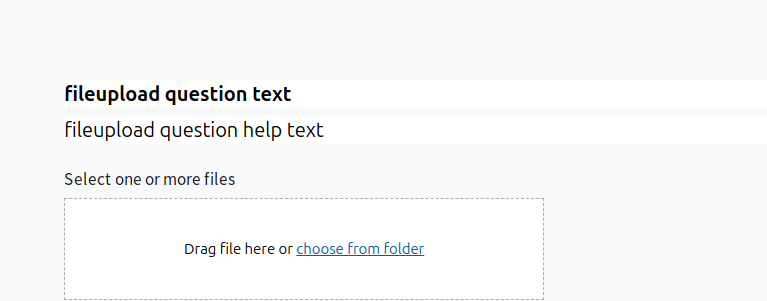 fileupload question text
fileupload question help text
Select one or more files
Drag file here or choose from folder